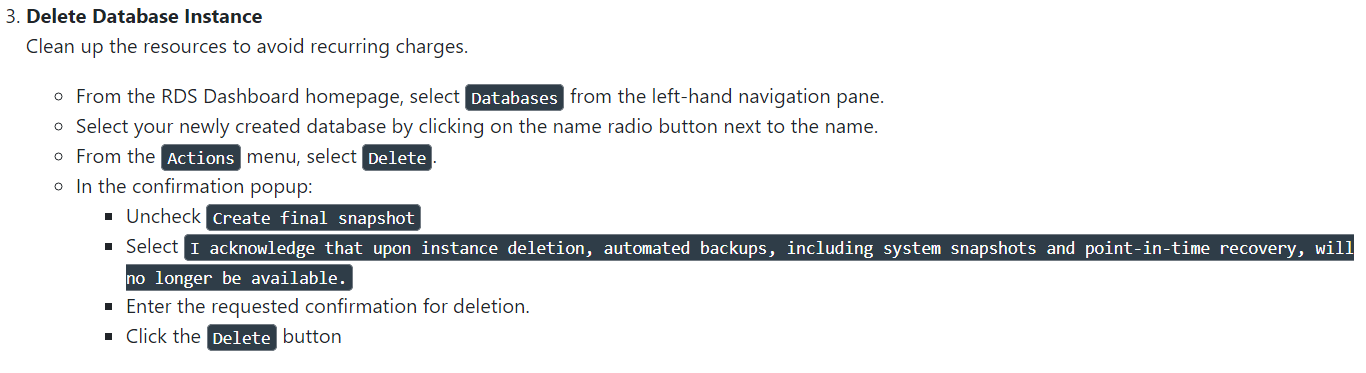 3. Delete Database Instance
Clean up the resources to avoid recurring charges.
From the RDS Dashboard homepage, select Databases from the left-hand navigation pane.
Select your newly created database by clicking on the name radio button next to the name.
From the Actions menu, select Delete.
In the confirmation popup:
Uncheck Create final snapshot
Select I acknowledge that upon instance deletion, automated backups, including system snapshots and point-in-time recovery, will
no longer be available.
Enter the requested confirmation for deletion.
Click the Delete button